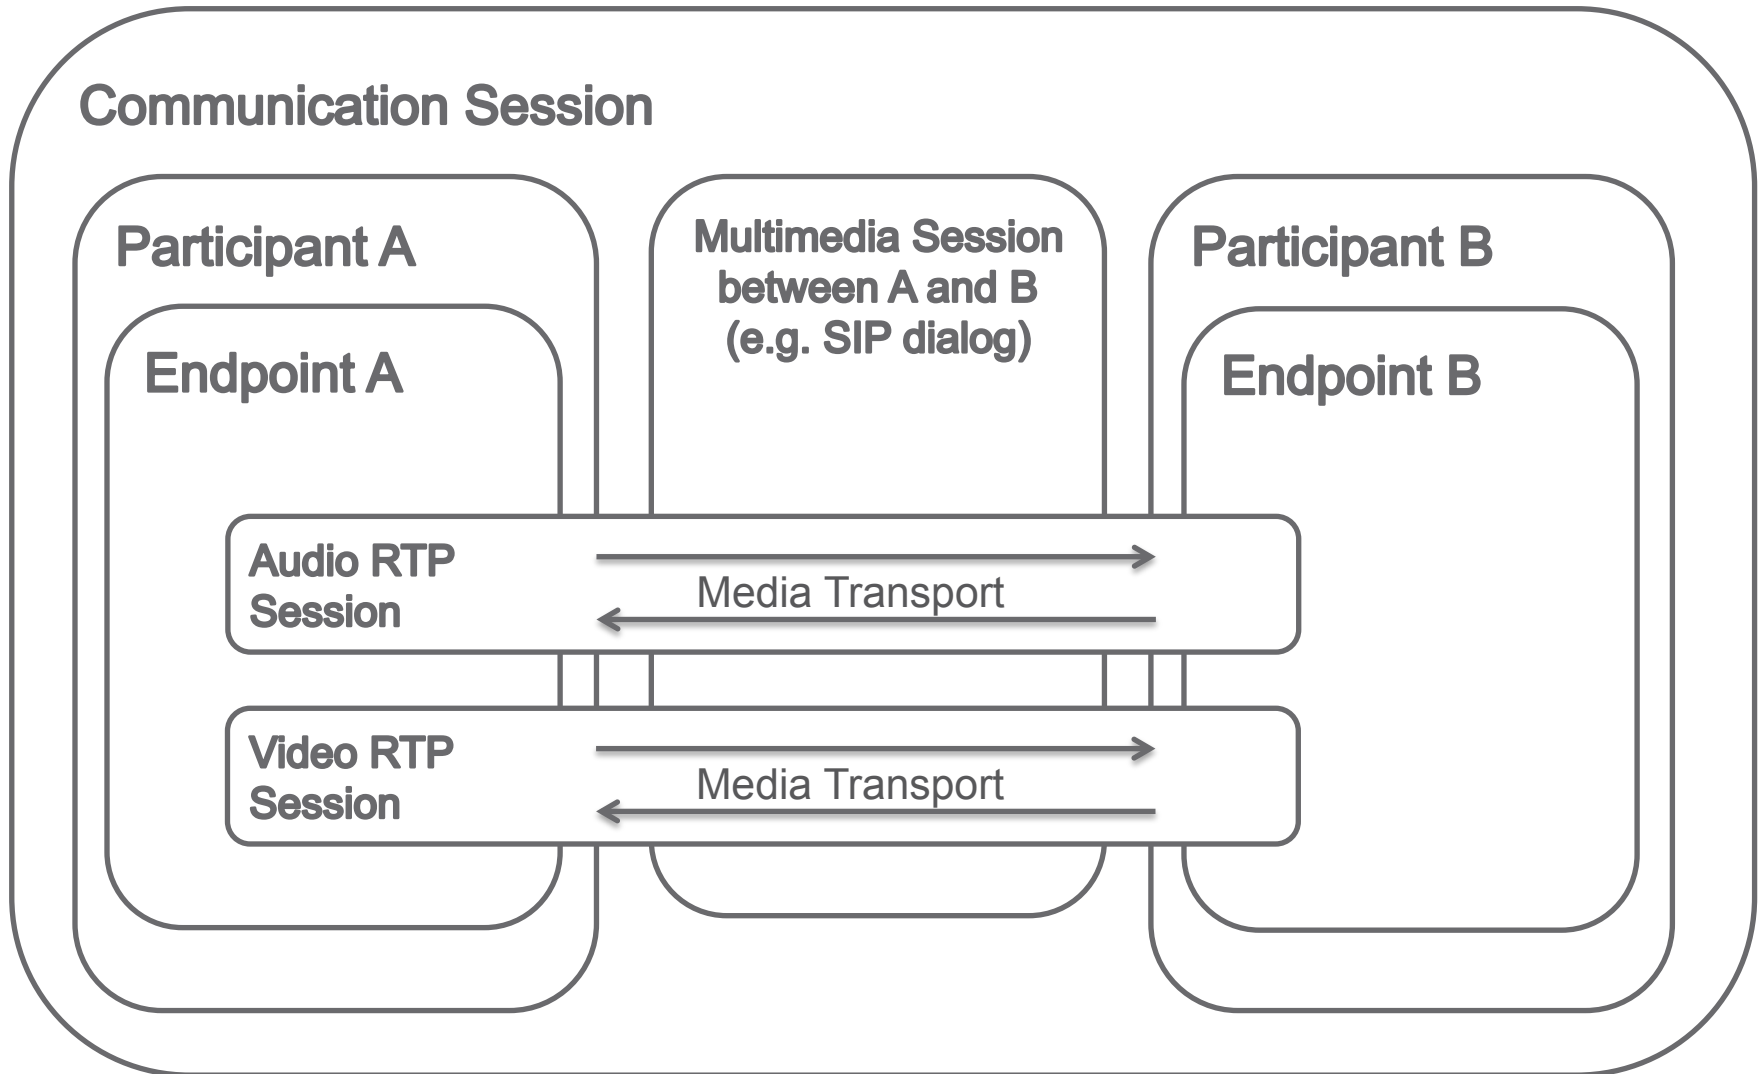 Communication Session
Participant A
Endpoint A
Multimedia Session
between A and B
(e.g. SIP dialog)
Participant B
Endpoint B
Audio RTP
Session
Media Transport
Video RTP
Session
Media Transport